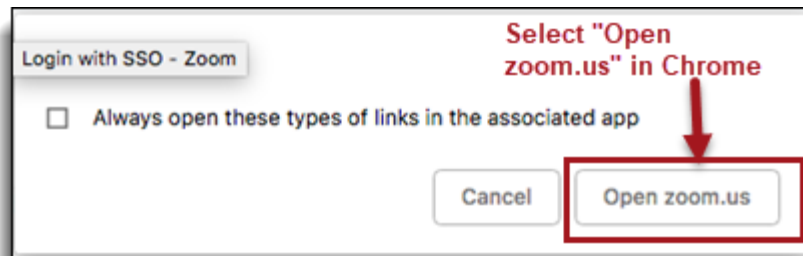 Select "Open
zoom.us" in Chrome
Login with SSO - Zoom
Always open these types of links in the associated app
Cancel
Open zoom.us